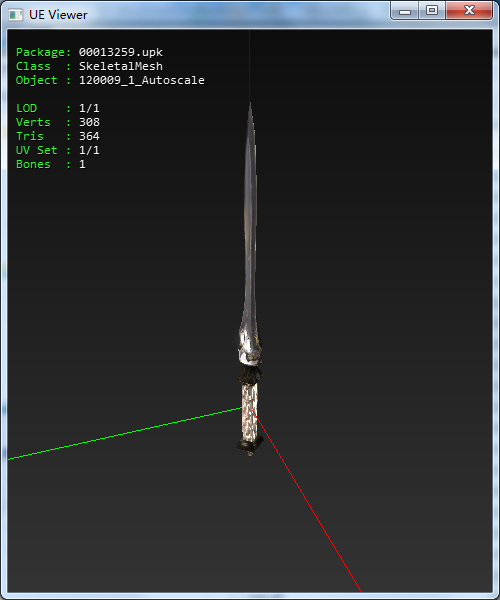 UE Viewer
Package: 00013259.upk
Class : SkeletalMesh
Object : 120009_1_Autoscale
LOD : 1/1
Verts : 308
Tris : 364
UV Set : 1/1
Bones : 1